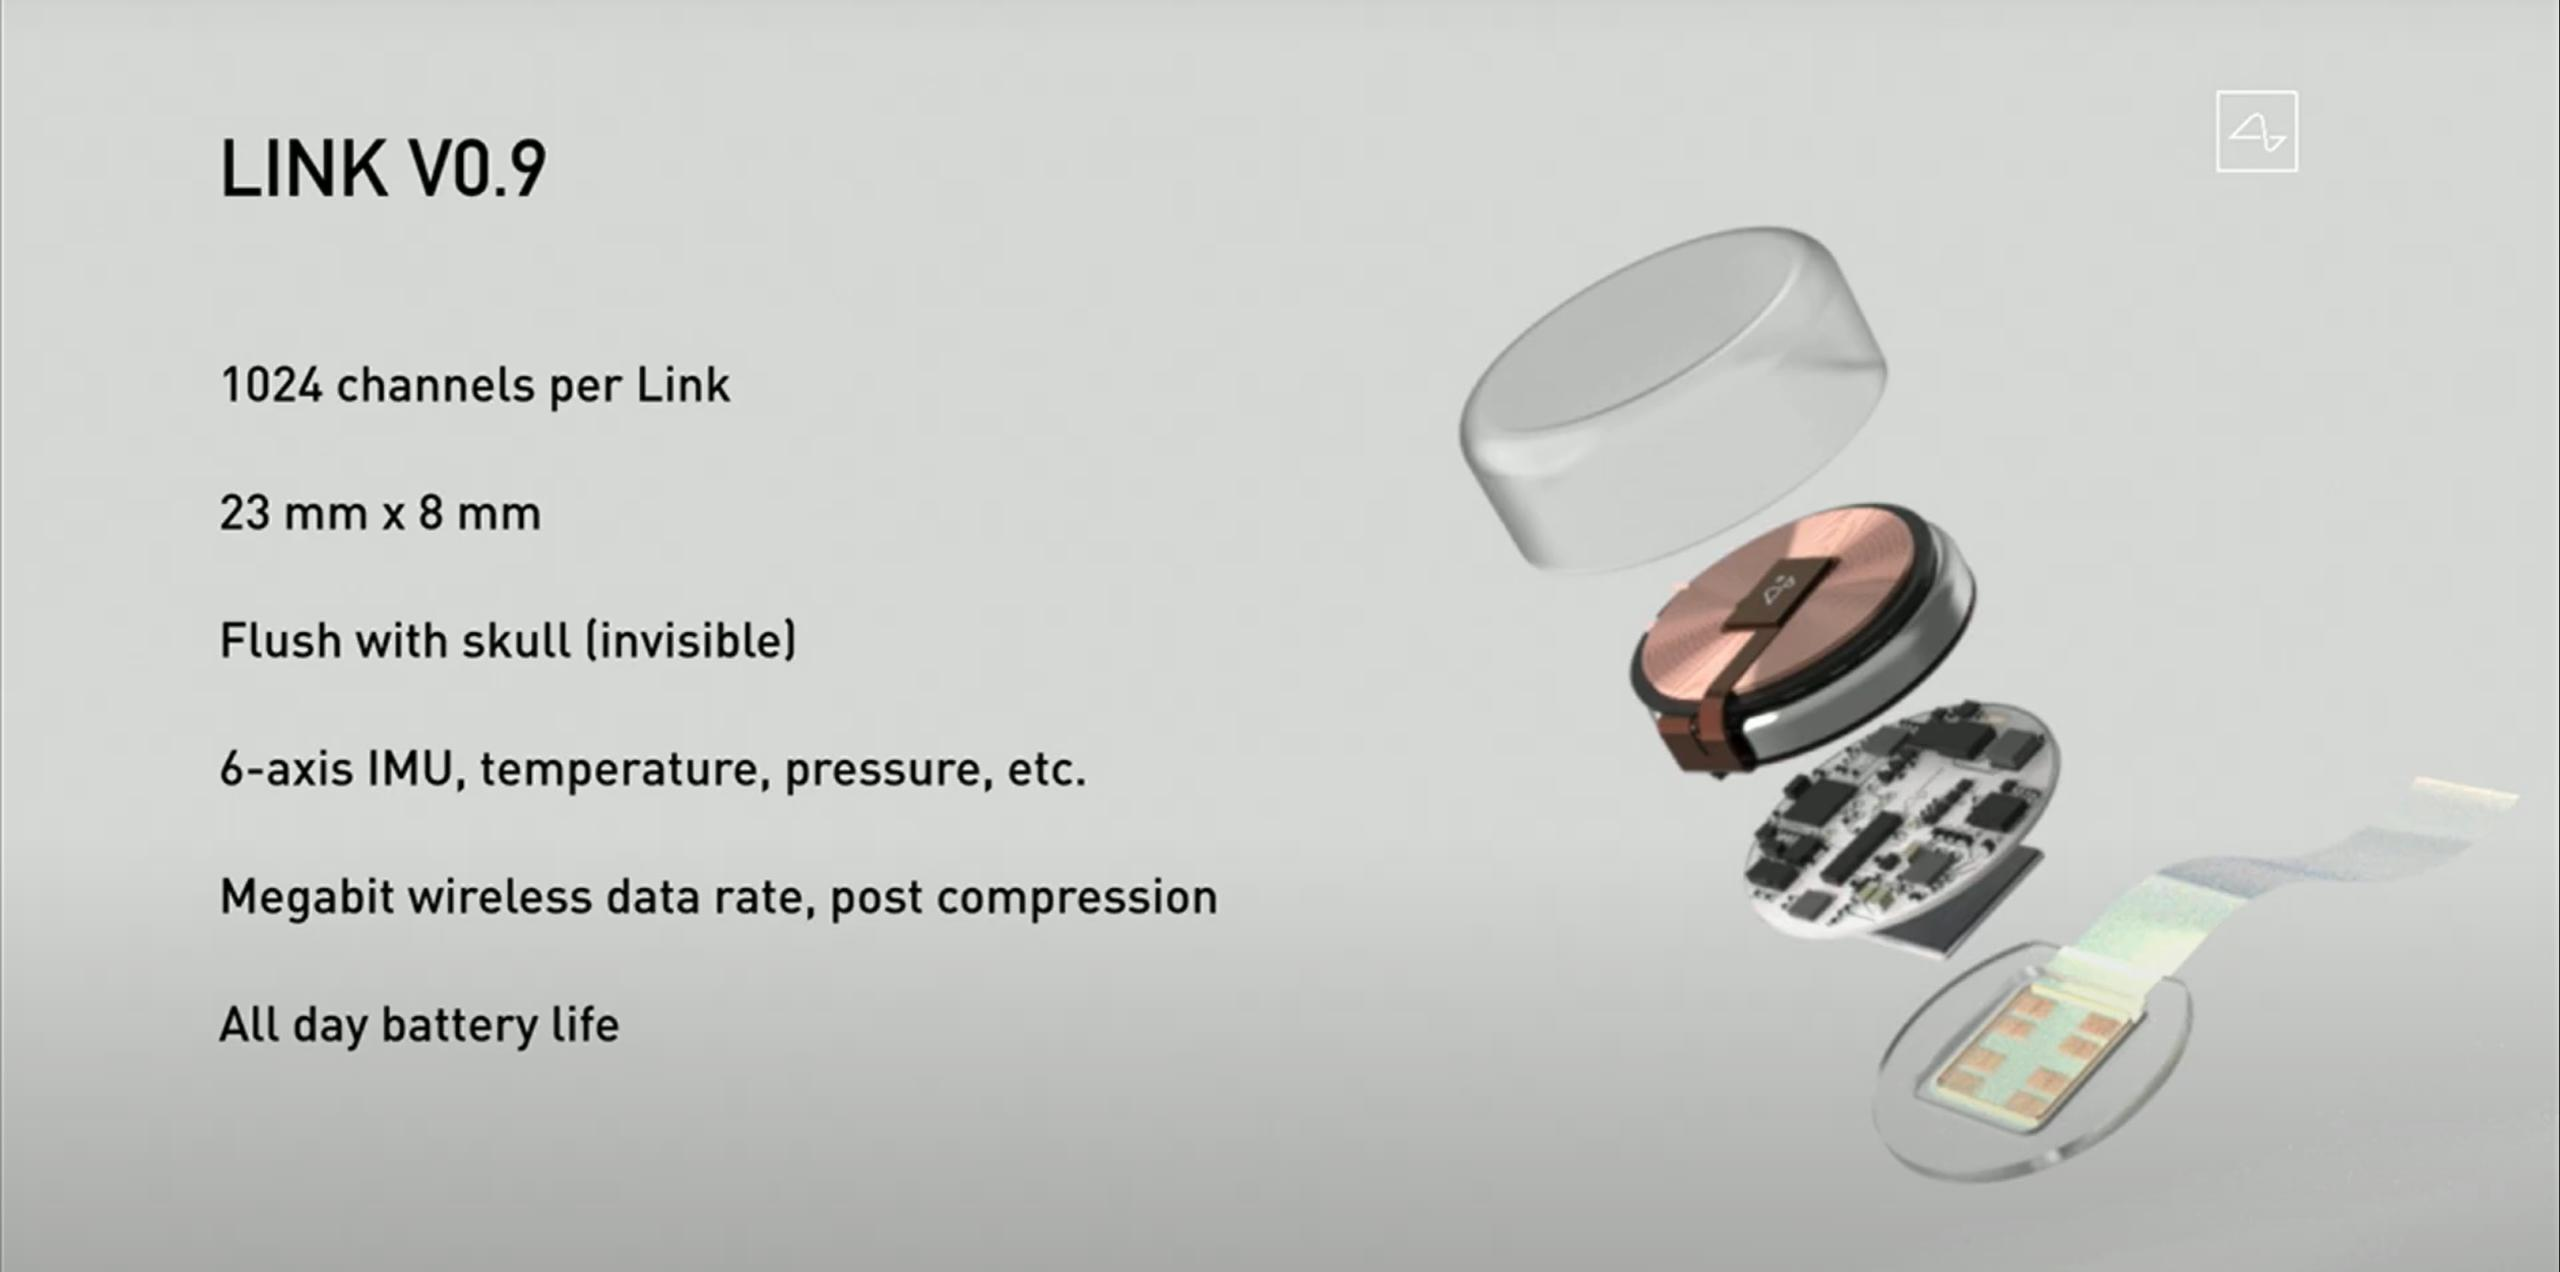 LINK V0.9
1024 channels per Link
23 mm x 8 mm
Flush with skull (invisible)
6-axis IMU, temperature, pressure, etc.
Megabit wireless data rate, post compression
All day battery life